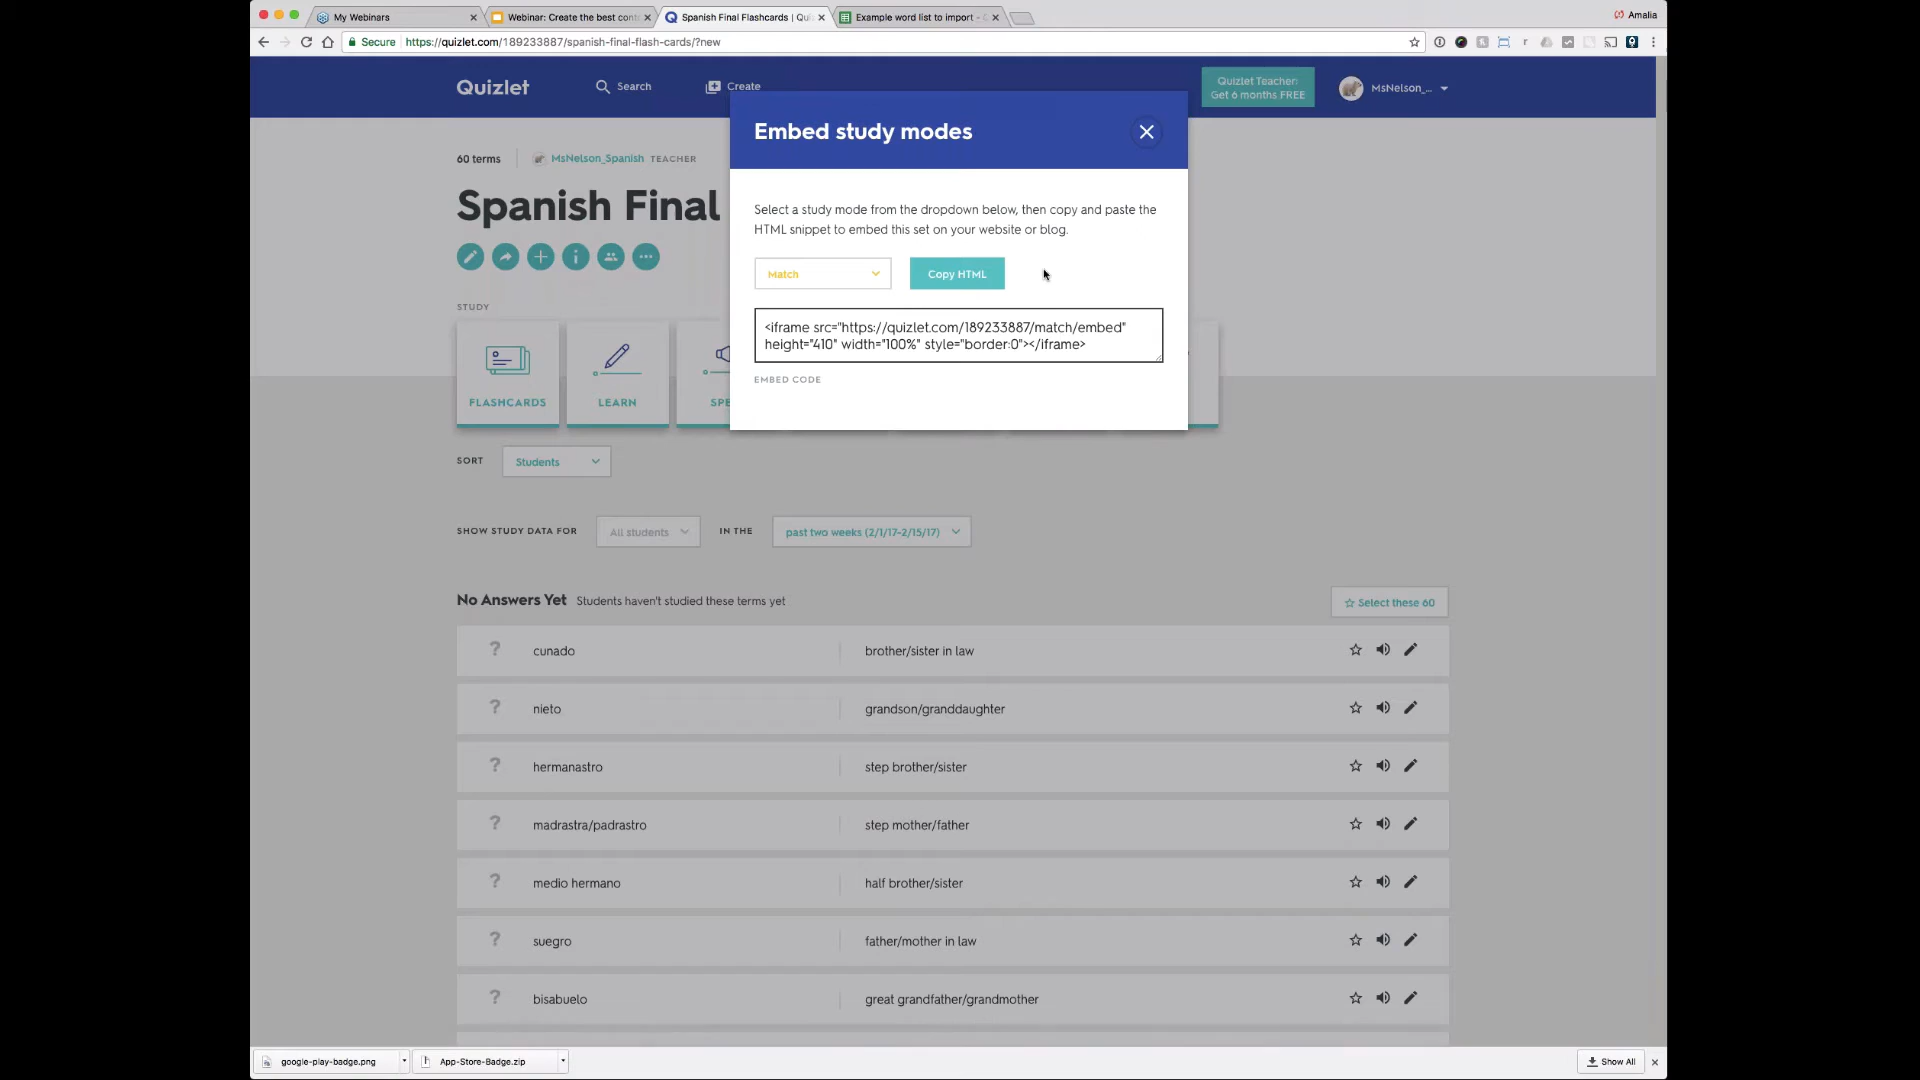 My Webinars
Webinar: Create the best cont
Spanish Final Flashcards | Qui
Example word list to import -
Amalia
Secure https://quizlet.com/189233887/spanish-final-flash-cards/?new
Quizlet
Search
Create
Quizlet Teacher:
Get 6 months FREE
MsNelson_...
Embed study modes
60 terms
MsNelson_Spanish TEACHER
Spanish Final
Select a study mode from the dropdown below, then copy and paste the
HTML snippet to embed this set on your website or blog.
Match
Copy HTML
<iframe src="https://quizlet.com/189233887/match/embed"
height="410" width="100%" style="border:0"></iframe>
EMBED CODE
STUDY
FLASHCARDS
LEARN
SPE
SORT
Students
SHOW STUDY DATA FOR
All students
IN THE
past two weeks (2/1/17-2/15/17)
No Answers Yet Students haven't studied these terms yet
Select these 60
? cunado brother/sister in law
? nieto grandson/granddaughter
? hermanastro step brother/sister
? madrastra/padrastro step mother/father
? medio hermano half brother/sister
? suegro father/mother in law
? bisabuelo great grandfather/grandmother
google-play-badge.png
App-Store-Badge.zip
Show All